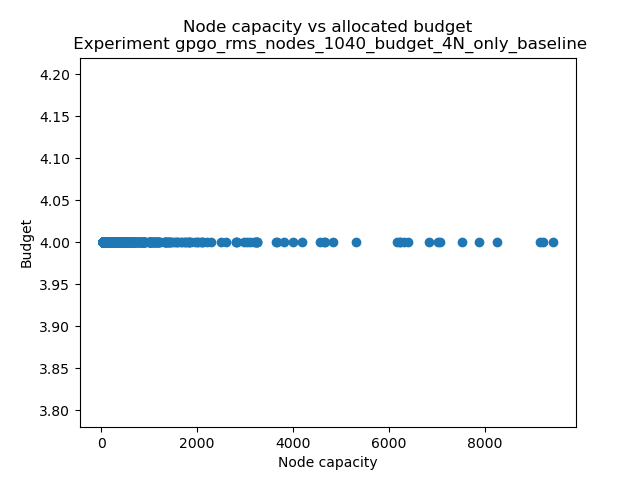 Node capacity vs allocated budget
Experiment gpgo_rms_nodes_1040_budget_4N_only_baseline
4.20
4.15
4.10
4.05
4.00
3.95
3.90
3.85
3.80
Budget
0 2000 4000 6000 8000
Node capacity